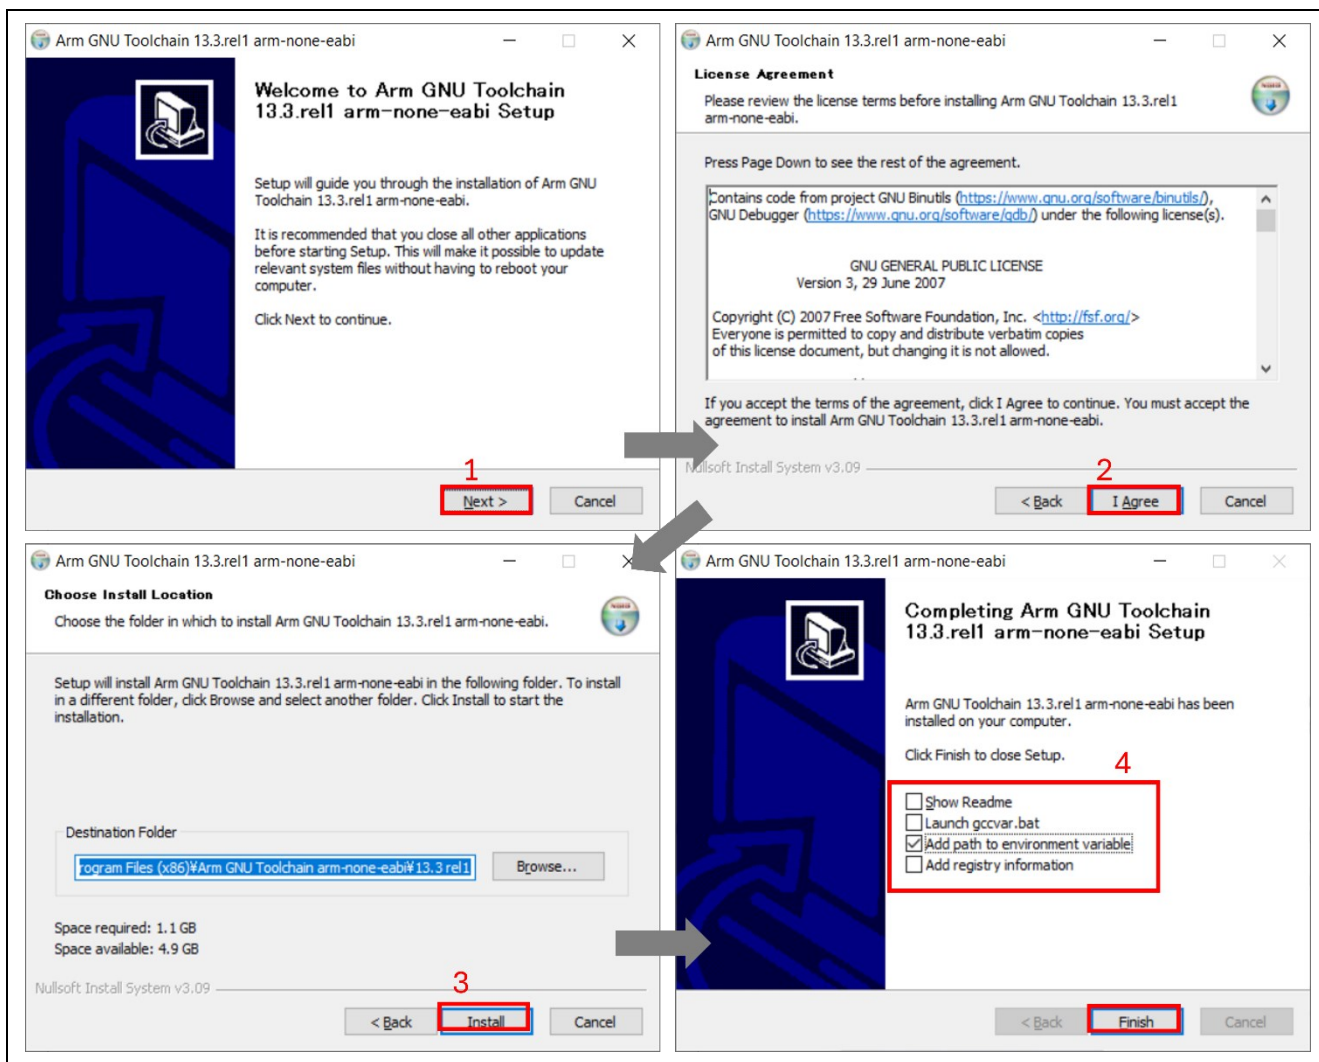 Arm GNU Toolchain 13.3.rel1 arm-none-eabi
Welcome to Arm GNU Toolchain
13.3.rel1 arm-none-eabi Setup
Setup will guide you through the installation of Arm GNU
Toolchain 13.3.rel1 arm-none-eabi.
It is recommended that you close all other applications
before starting Setup. This will make it possible to update
relevant system files without having to reboot your
computer.
Click Next to continue.
1
Next >
Cancel
Arm GNU Toolchain 13.3.rel1 arm-none-eabi
License Agreement
Please review the license terms before installing Arm GNU Toolchain 13.3.rel1
arm-none-eabi.
Press Page Down to see the rest of the agreement.
Contains code from project GNU Binutils (https://www.gnu.org/software/binutils/),
GNU Debugger (https://www.gnu.org/software/gdb/) under the following license(s).
GNU GENERAL PUBLIC LICENSE
Version 3, 29 June 2007
Copyright (C) 2007 Free Software Foundation, Inc. <http://fsf.org/>
Everyone is permitted to copy and distribute verbatim copies
of this license document, but changing it is not allowed.
If you accept the terms of the agreement, click I Agree to continue. You must accept the
agreement to install Arm GNU Toolchain 13.3.rel1 arm-none-eabi.
Nullsoft Install System v3.09
2
< Back
I Agree
Cancel
Arm GNU Toolchain 13.3.rel1 arm-none-eabi
Choose Install Location
Choose the folder in which to install Arm GNU Toolchain 13.3.rel1 arm-none-eabi.
Setup will install Arm GNU Toolchain 13.3.rel1 arm-none-eabi in the following folder. To install
in a different folder, click Browse and select another folder. Click Install to start the
installation.
Destination Folder
rogram Files (x86)¥Arm GNU Toolchain arm-none-eabi¥13.3 rel1
Browse...
Space required: 1.1 GB
Space available: 4.9 GB
Nullsoft Install System v3.09
3
< Back
Install
Cancel
Arm GNU Toolchain 13.3.rel1 arm-none-eabi
Completing Arm GNU Toolchain
13.3.rel1 arm-none-eabi Setup
Arm GNU Toolchain 13.3.rel1 arm-none-eabi has been
installed on your computer.
Click Finish to close Setup.
4
Show Readme
Launch gccvar.bat
Add path to environment variable
Add registry information
< Back
Finish
Cancel